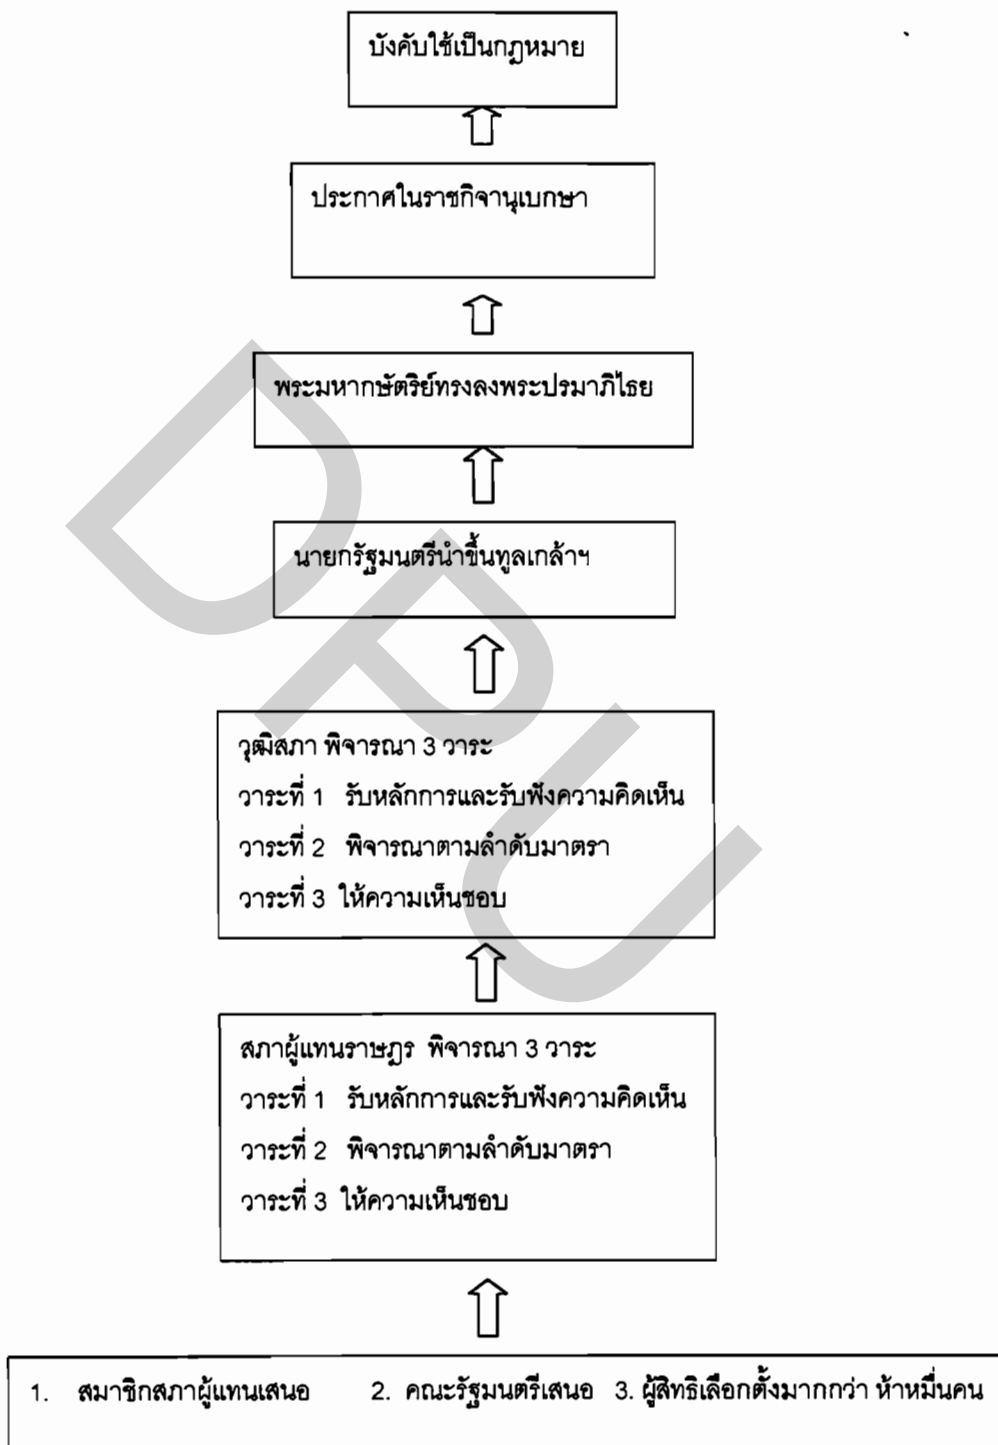 บังคับใช้เป็นกฎหมาย
ประกาศในราชกิจานุเบกษา
พระมหากษัตริย์ทรงลงพระปรมาภิไธย
นายกรัฐมนตรีนำขึ้นทูลเกล้าฯ
วุฒิสภา พิจารณา 3 วาระ
วาระที่ 1 รับหลักการและรับฟังความคิดเห็น
วาระที่ 2 พิจารณาตามลำดับมาตรา
วาระที่ 3 ให้ความเห็นชอบ
สภาผู้แทนราษฎร พิจารณา 3 วาระ
วาระที่ 1 รับหลักการและรับฟังความคิดเห็น
วาระที่ 2 พิจารณาตามลำดับมาตรา
วาระที่ 3 ให้ความเห็นชอบ
1. สมาชิกสภาผู้แทนเสนอ 2. คณะรัฐมนตรีเสนอ 3. ผู้สิทธิเลือกตั้งมากกว่า ห้าหมื่นคน
DPU